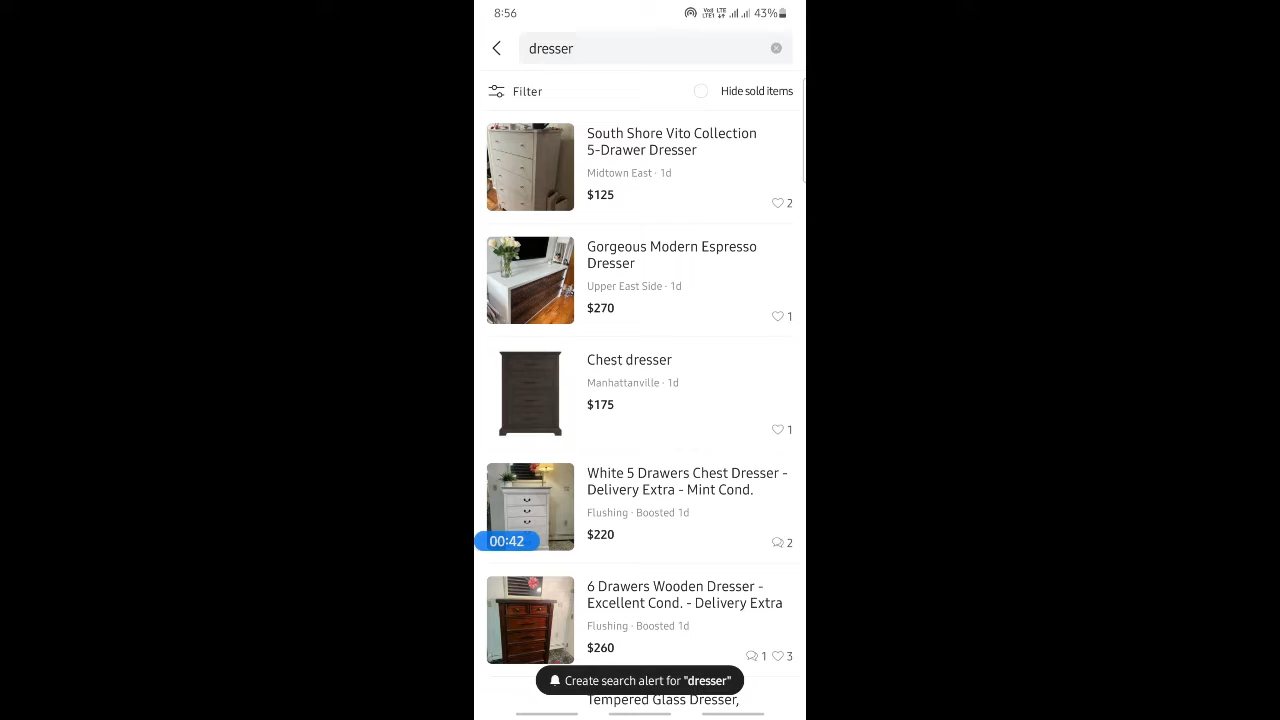 8:56
Vo) LTE
LTE1
43%
dresser
Filter
Hide sold items
South Shore Vito Collection
5-Drawer Dresser
Midtown East · 1d
$125
2
Gorgeous Modern Espresso
Dresser
Upper East Side · 1d
$270
1
Chest dresser
Manhattanville · 1d
$175
1
White 5 Drawers Chest Dresser -
Delivery Extra - Mint Cond.
Flushing · Boosted 1d
$220
00:42
2
6 Drawers Wooden Dresser -
Excellent Cond. - Delivery Extra
Flushing · Boosted 1d
$260
1 3
Create search alert for "dresser"
Tempered Glass Dresser,